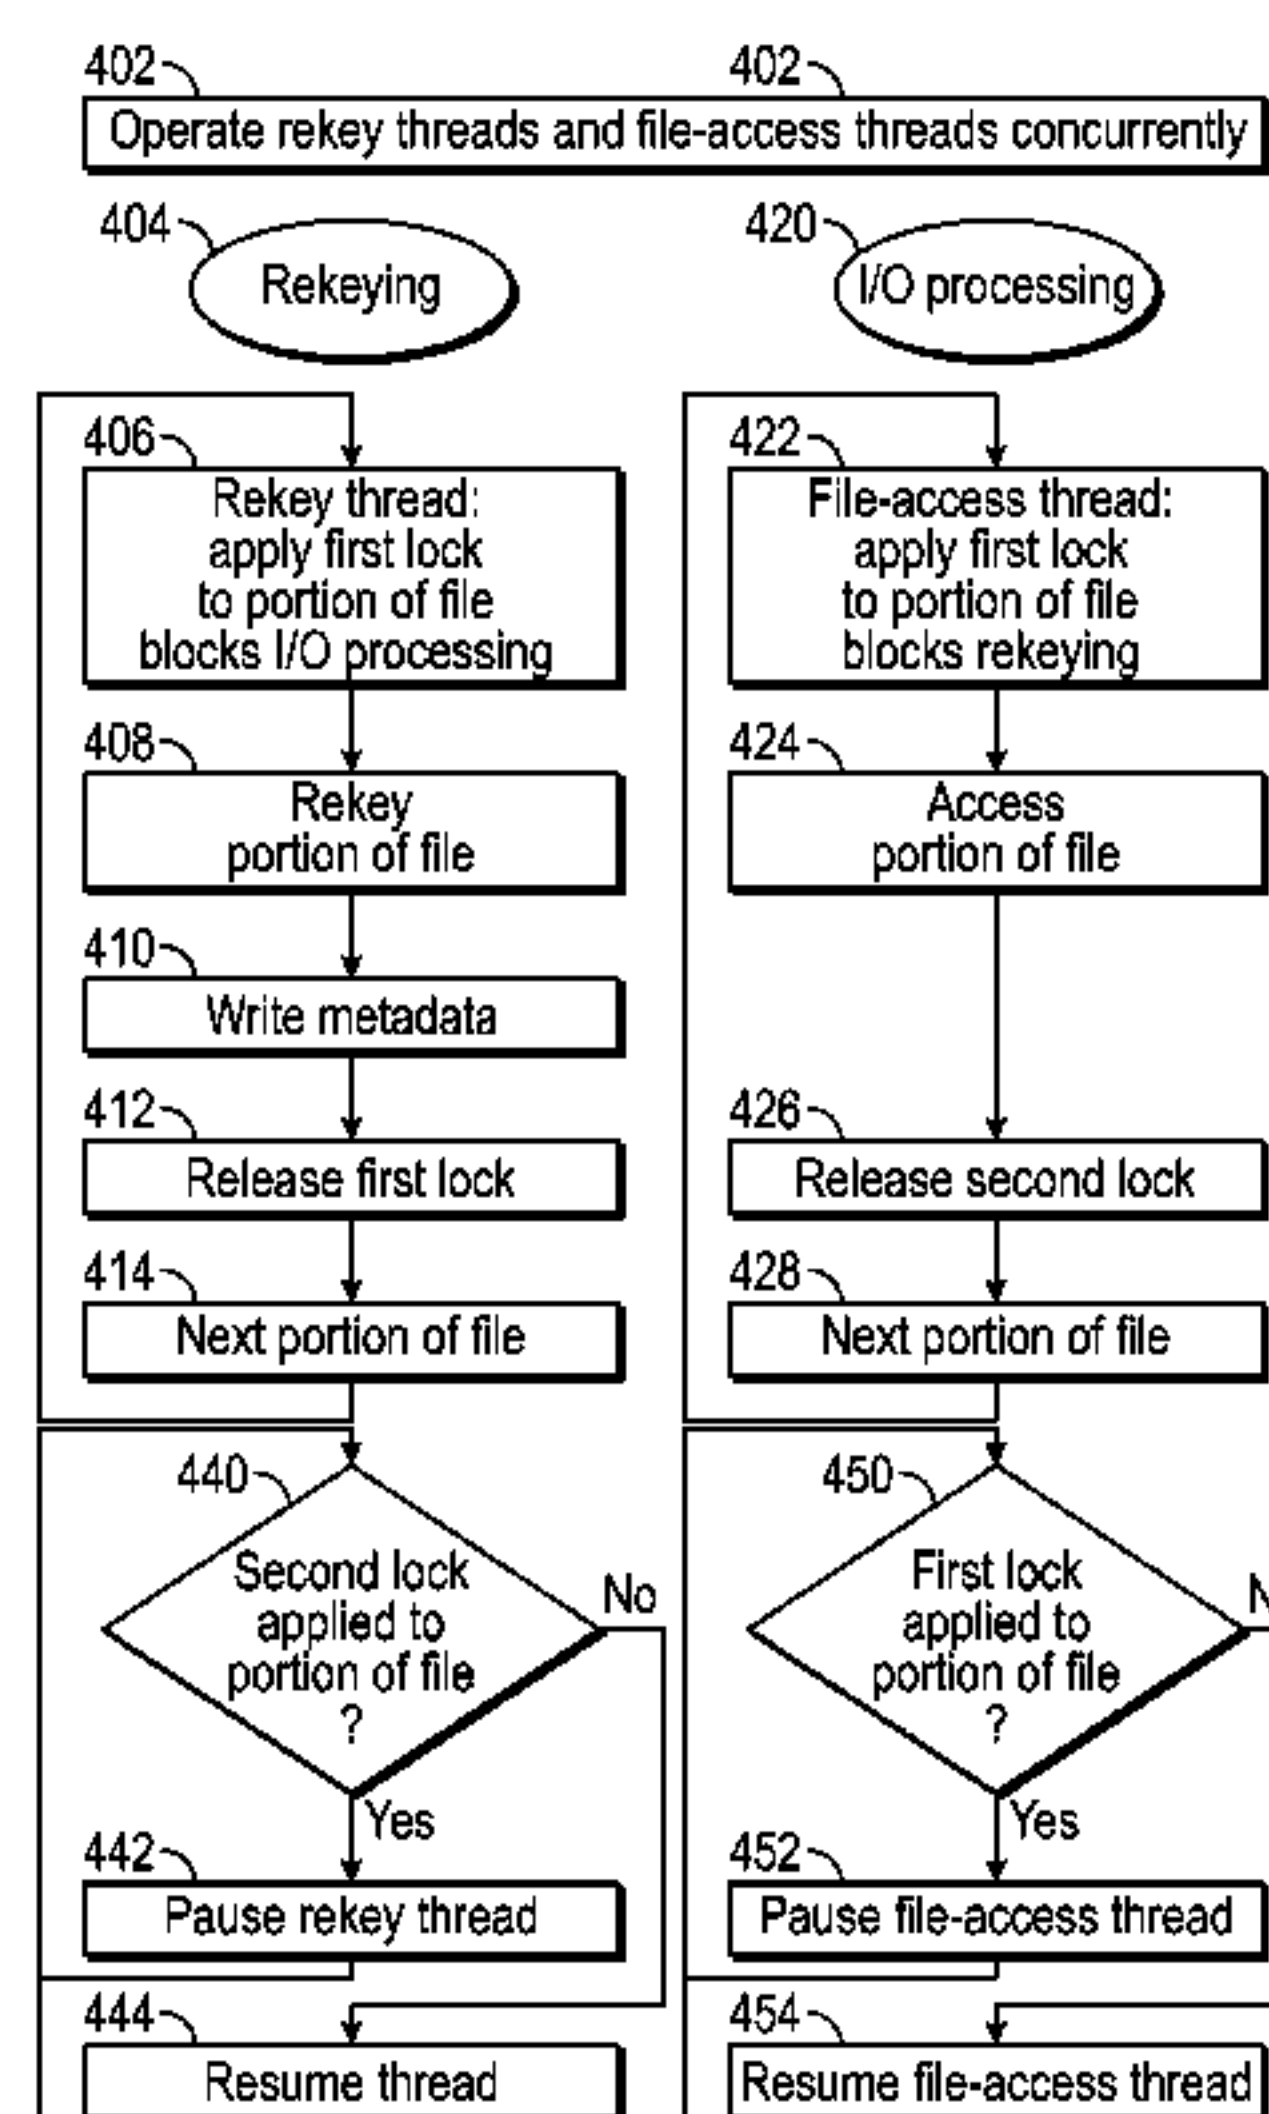 402 402
Operate rekey threads and file-access threads concurrently
404
Rekeying
420
I/O processing
406
Rekey thread:
apply first lock
to portion of file
blocks I/O processing
408
Rekey
portion of file
410
Write metadata
412
Release first lock
414
Next portion of file
422
File-access thread:
apply first lock
to portion of file
blocks rekeying
424
Access
portion of file
426
Release second lock
428
Next portion of file
440
Second lock
applied to
portion of file
?
No
Yes
442
Pause rekey thread
444
Resume thread
450
First lock
applied to
portion of file
?
Yes
452
Pause file-access thread
454
Resume file-access thread